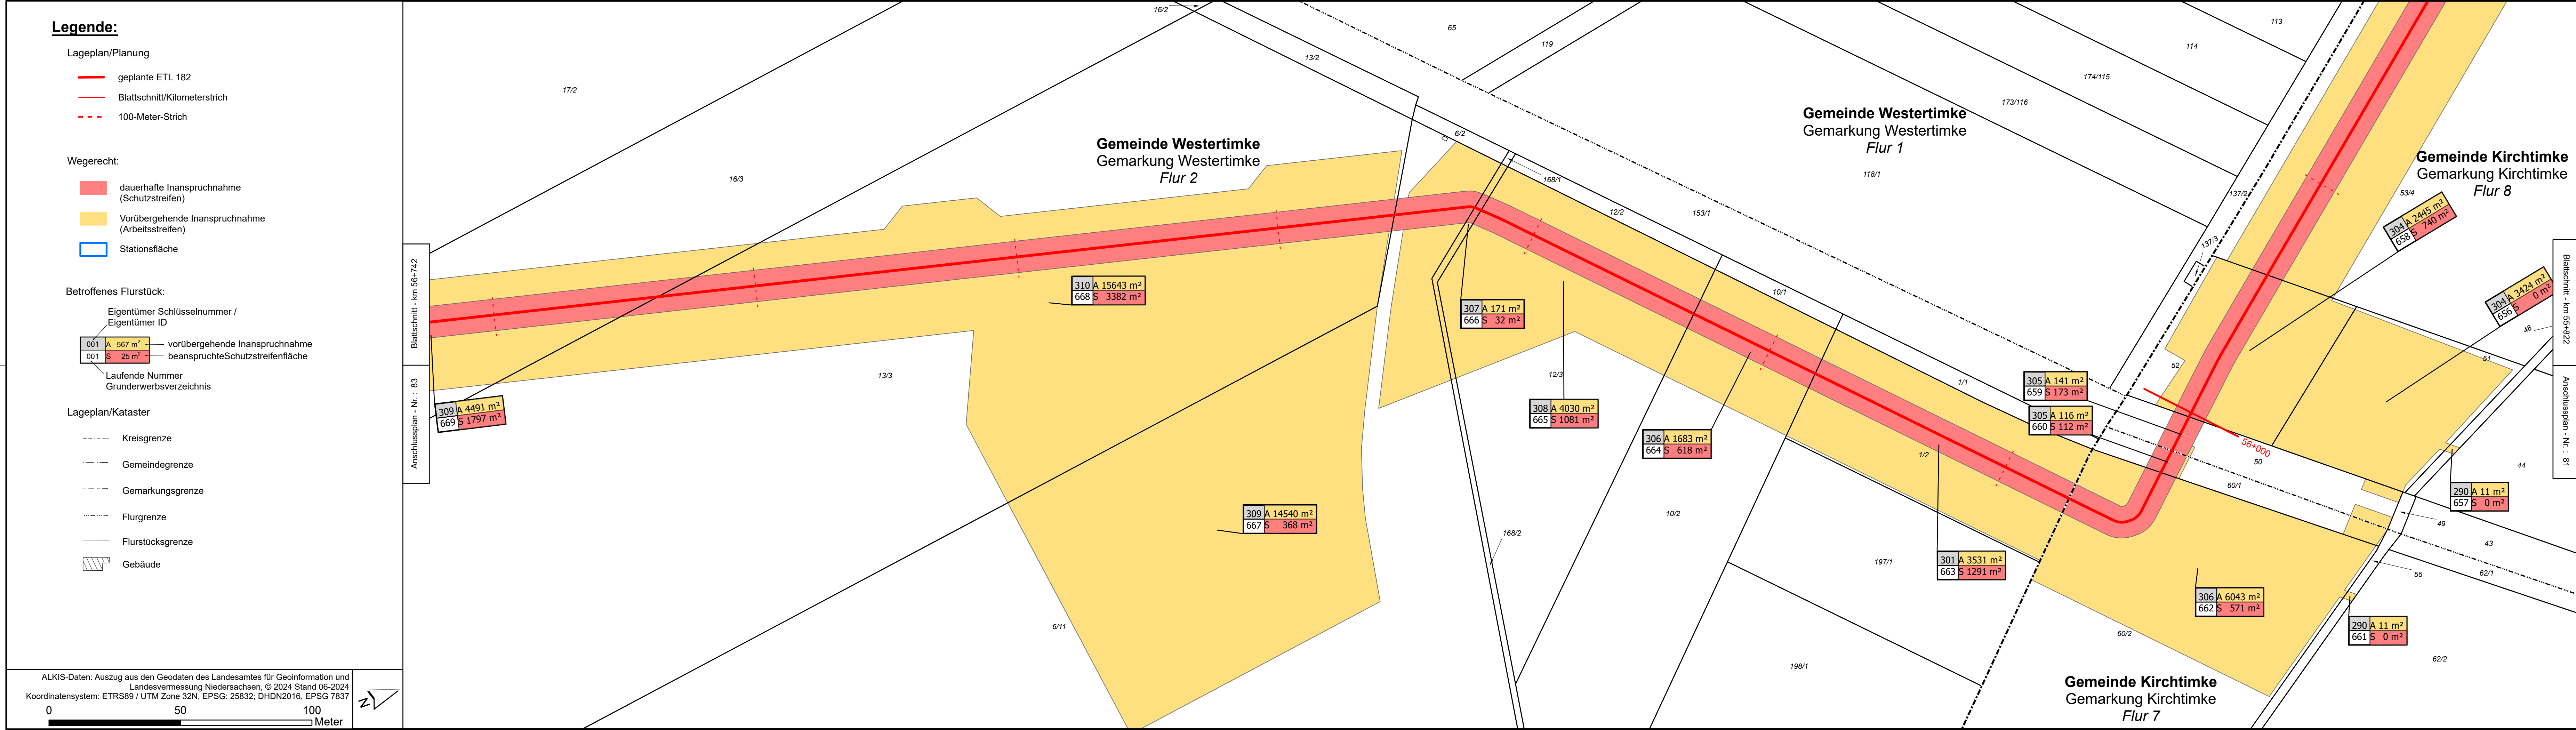 Legende:
Lageplan/Planung
geplante ETL 182
Blattschnitt/Kilometerstrich
100-Meter-Strich
Wegerecht:
dauerhafte Inanspruchnahme
(Schutzstreifen)
Vorübergehende Inanspruchnahme
(Arbeitsstreifen)
Stationsfläche
Betroffenes Flurstück:
Eigentümer Schlüsselnummer /
Eigentümer ID
001 A 567 m²
001 S 25 m²
vorübergehende Inanspruchnahme
beanspruchteSchutzstreifenfläche
Laufende Nummer
Grunderwerbsverzeichnis
Lageplan/Kataster
Kreisgrenze
Gemeindegrenze
Gemarkungsgrenze
Flurgrenze
Flurstücksgrenze
Gebäude
ALKIS-Daten: Auszug aus den Geodaten des Landesamtes für Geoinformation und
Landesvermessung Niedersachsen, © 2024 Stand 06-2024
Koordinatensystem: ETRS89 / UTM Zone 32N, EPSG: 25832; DHDN2016, EPSG 7837
0 50 100
Meter
N
Blattschnitt - km 56+742
Anschlussplan - Nr. : 83
17/2
16/3
16/2
13/2
65
119
6/2
168/1
12/2
153/1
118/1
113
114
174/115
173/116
137/2
137/3
53/4
Gemeinde Westertimke
Gemarkung Westertimke
Flur 2
Gemeinde Westertimke
Gemarkung Westertimke
Flur 1
Gemeinde Kirchtimke
Gemarkung Kirchtimke
Flur 8
304 A 2445 m²
658 S 740 m²
304 A 3424 m²
656 S 0 m²
310 A 15643 m²
668 S 3382 m²
307 A 171 m²
666 S 32 m²
10/1
1/1
52
51
48
13/3
12/3
309 A 4491 m²
669 S 1797 m²
308 A 4030 m²
665 S 1081 m²
306 A 1683 m²
664 S 618 m²
305 A 141 m²
659 S 173 m²
305 A 116 m²
660 S 112 m²
56+000
1/2
50
60/1
44
290 A 11 m²
657 S 0 m²
309 A 14540 m²
667 S 368 m²
168/2
10/2
49
43
197/1
301 A 3531 m²
663 S 1291 m²
55
62/1
306 A 6043 m²
662 S 571 m²
290 A 11 m²
661 S 0 m²
6/11
60/2
62/2
198/1
Gemeinde Kirchtimke
Gemarkung Kirchtimke
Flur 7
Blattschnitt - km 55+822
Anschlussplan - Nr. : 81